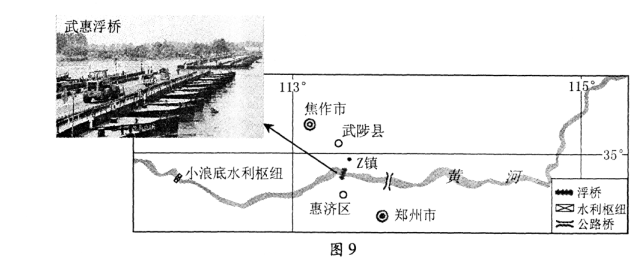 武惠浮桥
113°
115°
焦作市
武陟县
Z镇
35°
小浪底水利枢纽
黄河
惠济区
郑州市
浮桥
水利枢纽
公路桥
图9